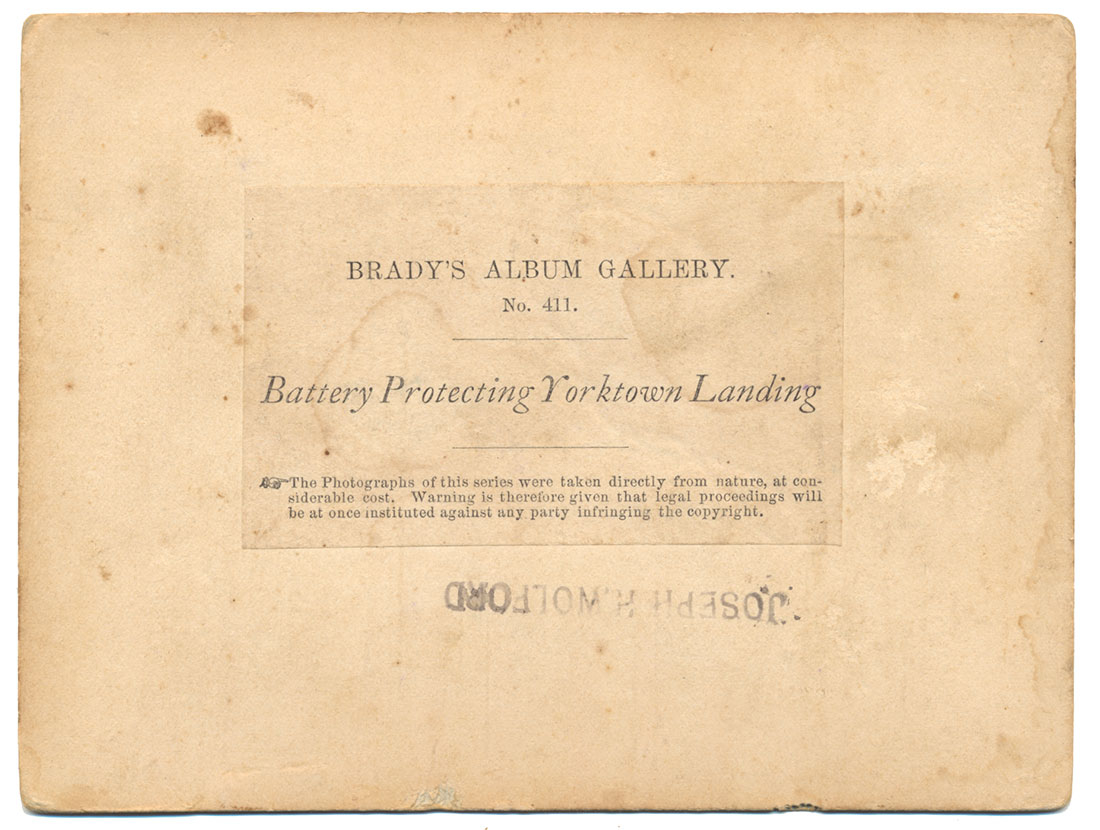 BRADY'S ALBUM GALLERY.
No. 411.
Battery Protecting Yorktown Landing
☞The Photographs of this series were taken directly from nature, at con-
siderable cost. Warning is therefore given that legal proceedings will
be at once instituted against any party infringing the copyright.
JOSEPH H. WOLFORD